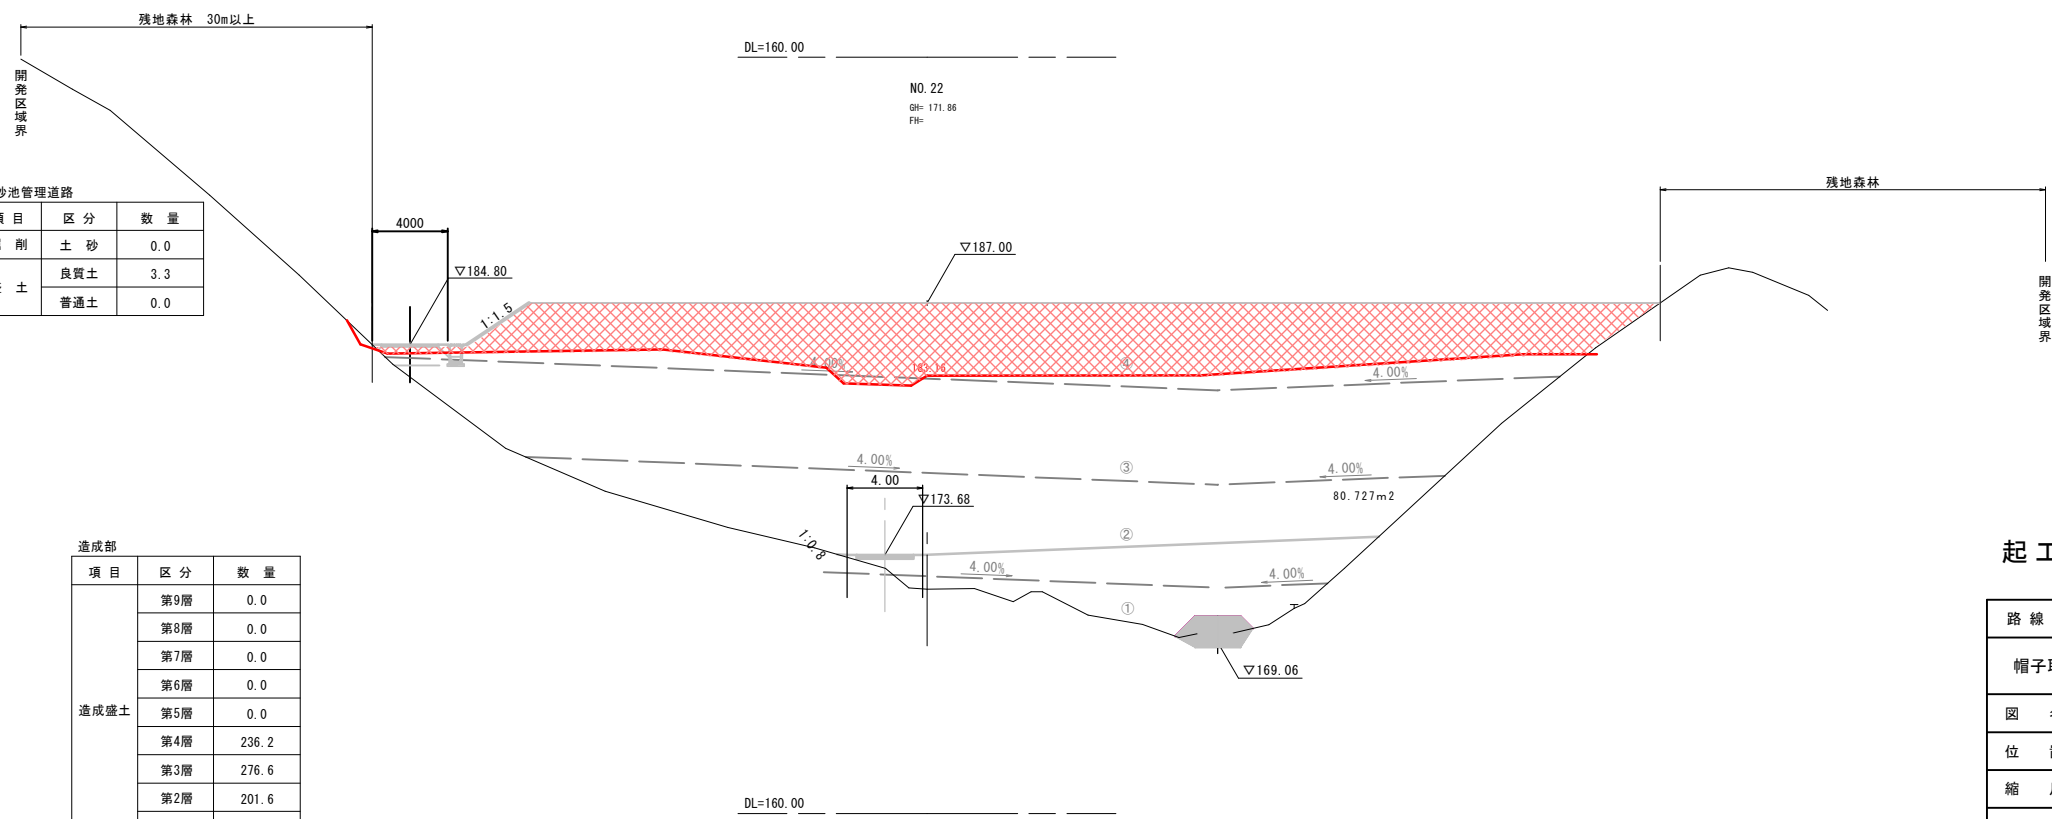 残地森林 30m以上
DL=160.00
開発区域界
NO.22
GH= 171.86
FH=
砂池管理道路
項 目 区 分 数 量
削 土 砂 0.0
土 良質土 3.3
普通土 0.0
残地森林
4000
▽187.00
▽184.80
1:1.5
開発区域界
4.00%
183.16
④
4.00%
4.00%
③
4.00%
4.00
▽173.68
80.727m2
1:0.8
②
4.00%
4.00%
①
▽169.06
造成部
項 目 区 分 数 量
造成盛土
第9層 0.0
第8層 0.0
第7層 0.0
第6層 0.0
第5層 0.0
第4層 236.2
第3層 276.6
第2層 201.6
DL=160.00
起 工
路 線
帽子
図
位
縮